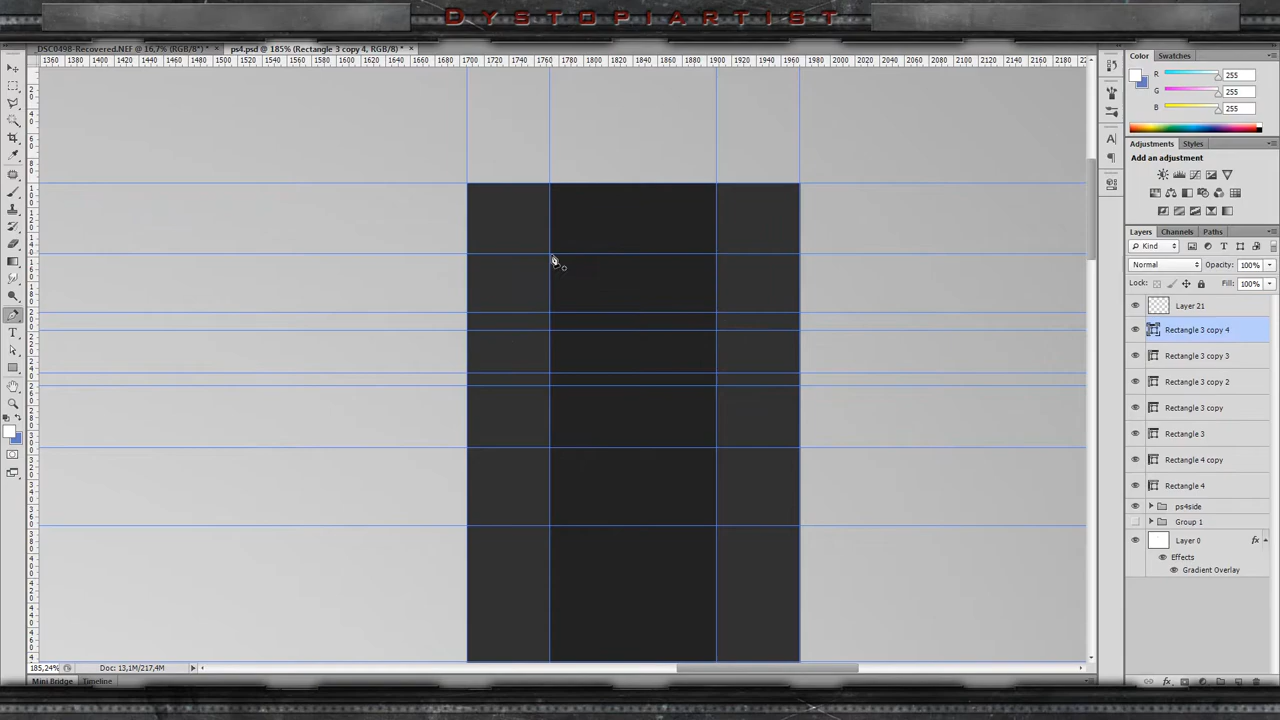 Dystopiartist
_DSC0498-Recovered.NEF @ 16,7% (RGB/8*) * ×
ps4.psd @ 185% (Rectangle 3 copy 4, RGB/8) * ×
1360 1380 1400 1420 1440 1460 1480 1500 1520 1540 1560 1580 1600 1620 1640 1660 1680 1700 1720 1740 1760 1780 1800 1820 1840 1860 1880 1900 1920 1940 1960 1980 2000 2020 2040 2060 2080 2100 2120 2140 2160 2180
Color Swatches
R 255
G 255
B 255
Adjustments Styles
Add an adjustment
Layers Channels Paths
Kind
Normal Opacity: 100%
Lock: Fill: 100%
Layer 21
Rectangle 3 copy 4
Rectangle 3 copy 3
Rectangle 3 copy 2
Rectangle 3 copy
Rectangle 3
Rectangle 4 copy
Rectangle 4
ps4side
Group 1
Layer 0 fx
Effects
Gradient Overlay
185,24% Doc: 13,1M/217,4M
Mini Bridge Timeline